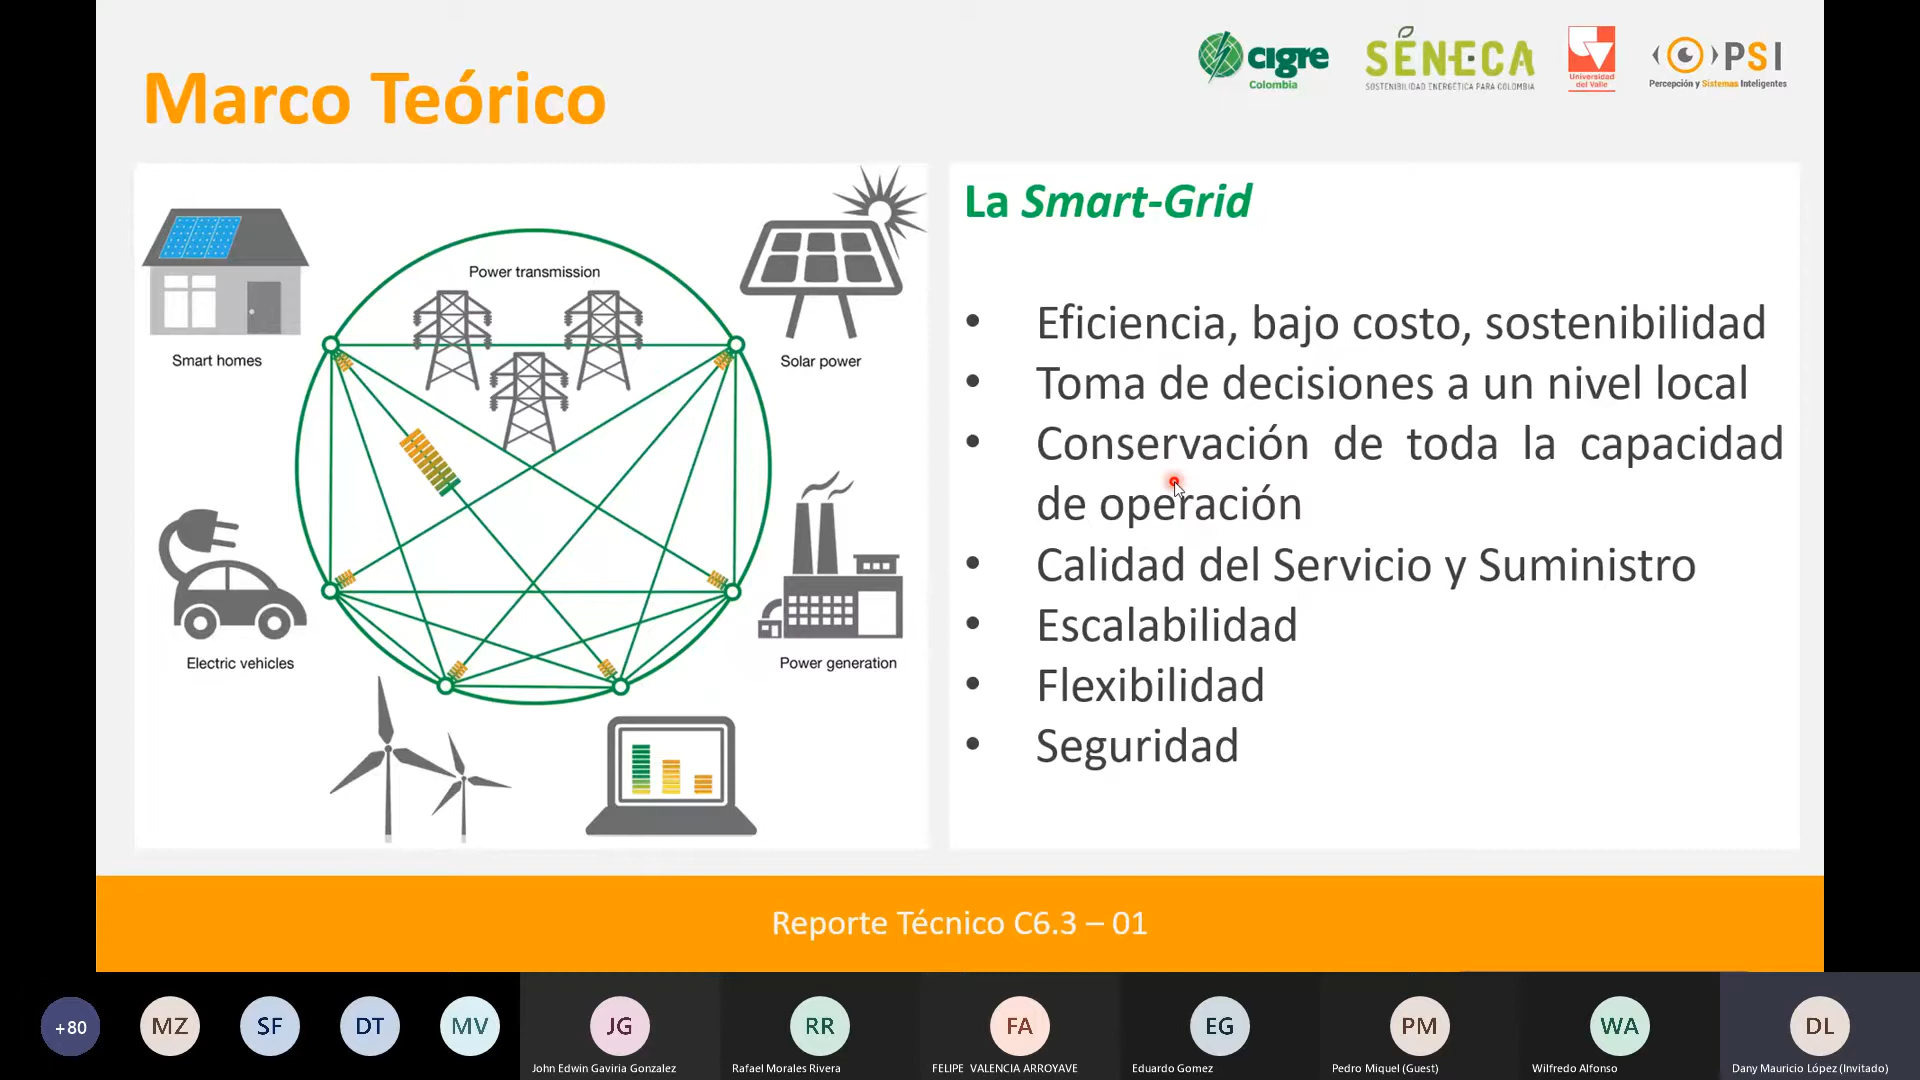 cigre
Colombia
SÉNECA
SOSTENIBILIDAD ENERGÉTICA PARA COLOMBIA
Universidad
del Valle
PSI
Percepción y Sistemas Inteligentes
Marco Teórico
Power transmission
Smart homes
Solar power
Electric vehicles
Power generation
La Smart-Grid
• Eficiencia, bajo costo, sostenibilidad
• Toma de decisiones a un nivel local
• Conservación de toda la capacidad
de operación
• Calidad del Servicio y Suministro
• Escalabilidad
• Flexibilidad
• Seguridad
Reporte Técnico C6.3 – 01
+80
MZ
SF
DT
MV
JG
John Edwin Gaviria Gonzalez
RR
Rafael Morales Rivera
FA
FELIPE VALENCIA ARROYAVE
EG
Eduardo Gomez
PM
Pedro Miquel (Guest)
WA
Wilfredo Alfonso
DL
Dany Mauricio López (Invitado)